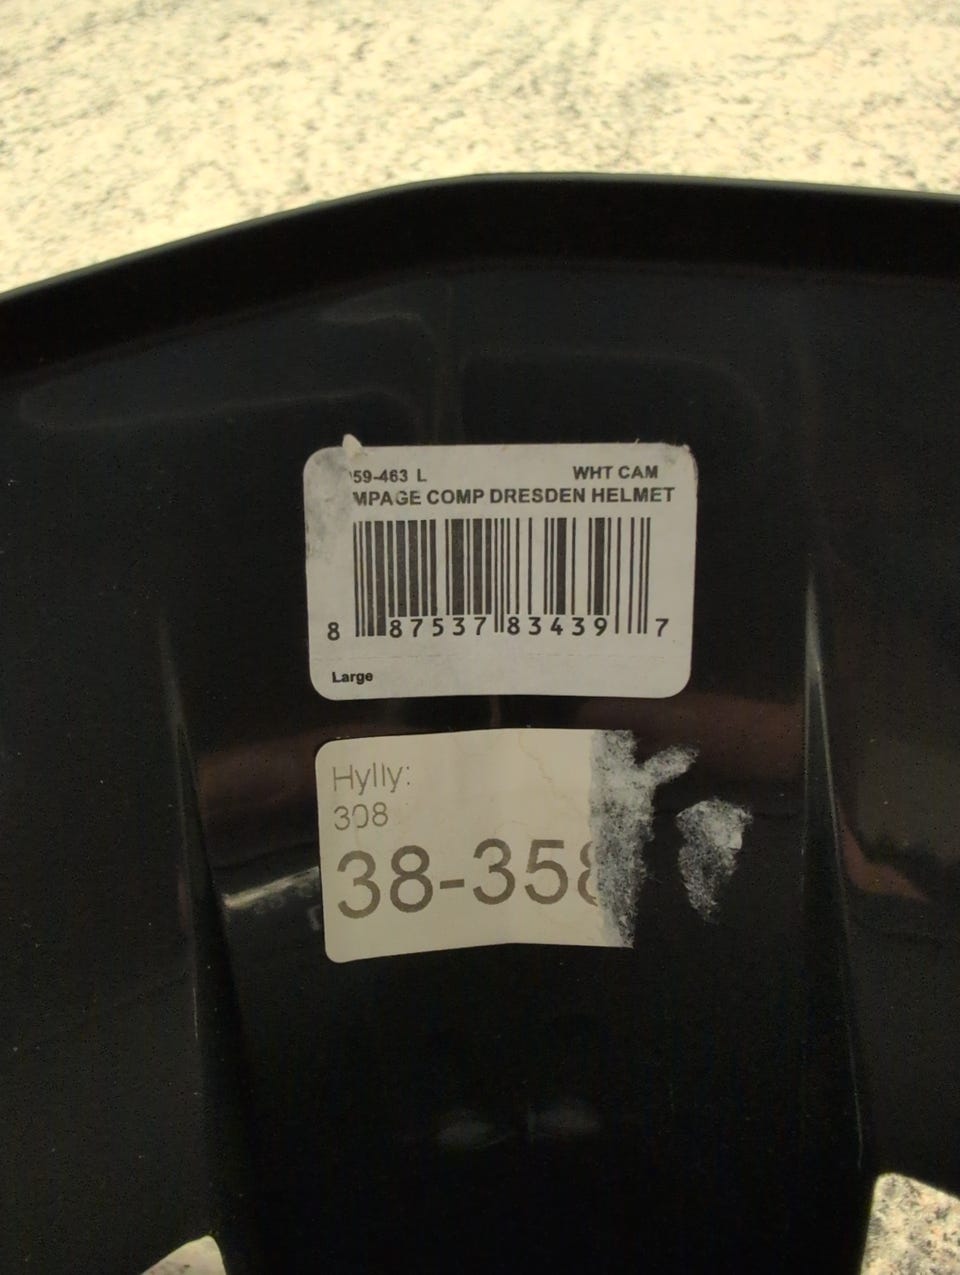 59-463 L WHT CAM
MPAGE COMP DRESDEN HELMET
8 87537 83439 7
Large
Hylly:
308
38-358